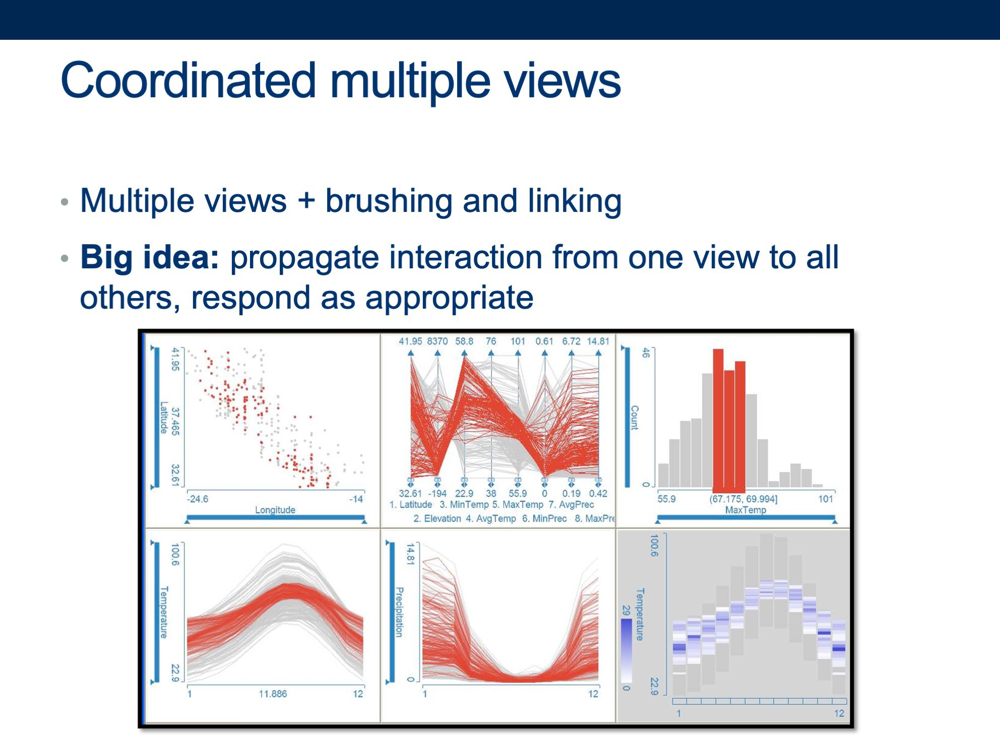 Coordinated multiple views
• Multiple views + brushing and linking
• Big idea: propagate interaction from one view to all
others, respond as appropriate
41.95
37.465
32.61
Latitude
-24.6 -14
Longitude
41.95 8370 58.8 76 101 0.61 6.72 14.81
32.61 -194 22.9 38 55.9 0 0.19 0.42
1. Latitude 3. MinTemp 5. MaxTemp 7. AvgPrec
2. Elevation 4. AvgTemp 6. MinPrec 8. MaxPre
46
Count
0
55.9 (67.175, 69.994] 101
MaxTemp
100.6
Temperature
22.9
1 11.886 12
14.81
Precipitation
0
1 12
100.6
Temperature
29
0
22.9
1 12